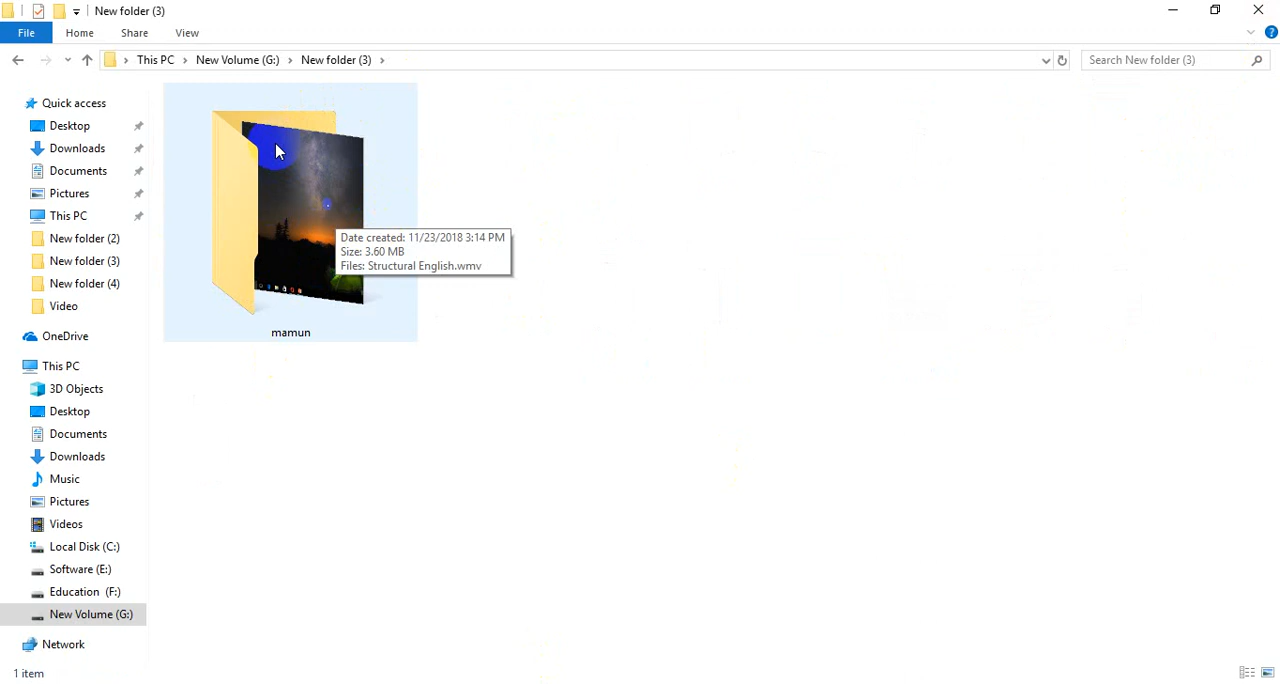 New folder (3)
File Home Share View
This PC New Volume (G:) New folder (3)
Search New folder (3)
Quick access
Desktop
Downloads
Documents
Pictures
This PC
New folder (2)
New folder (3)
New folder (4)
Video
OneDrive
This PC
3D Objects
Desktop
Documents
Downloads
Music
Pictures
Videos
Local Disk (C:)
Software (E:)
Education (F:)
New Volume (G:)
Network
Date created: 11/23/2018 3:14 PM
Size: 3.60 MB
Files: Structural English.wmv
mamun
1 item